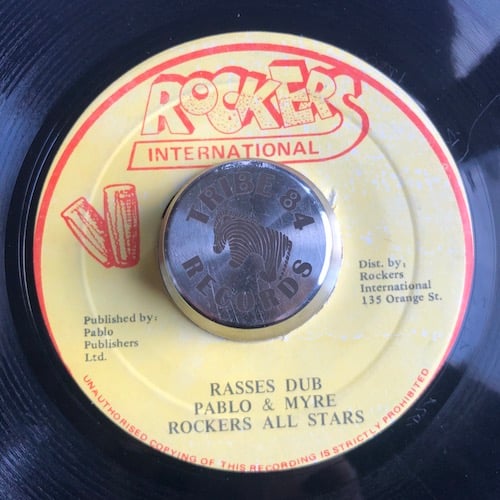 ROCKERS
INTERNATIONAL
TRIBE 84
RECORDS
Dist. by:
Rockers
International
135 Orange St.
Published by:
Pablo
Publishers
Ltd.
RASSES DUB
PABLO & MYRE
ROCKERS ALL STARS
UNAUTHORISED COPYING OF THIS RECORDING IS STRICTLY PROHIBITED